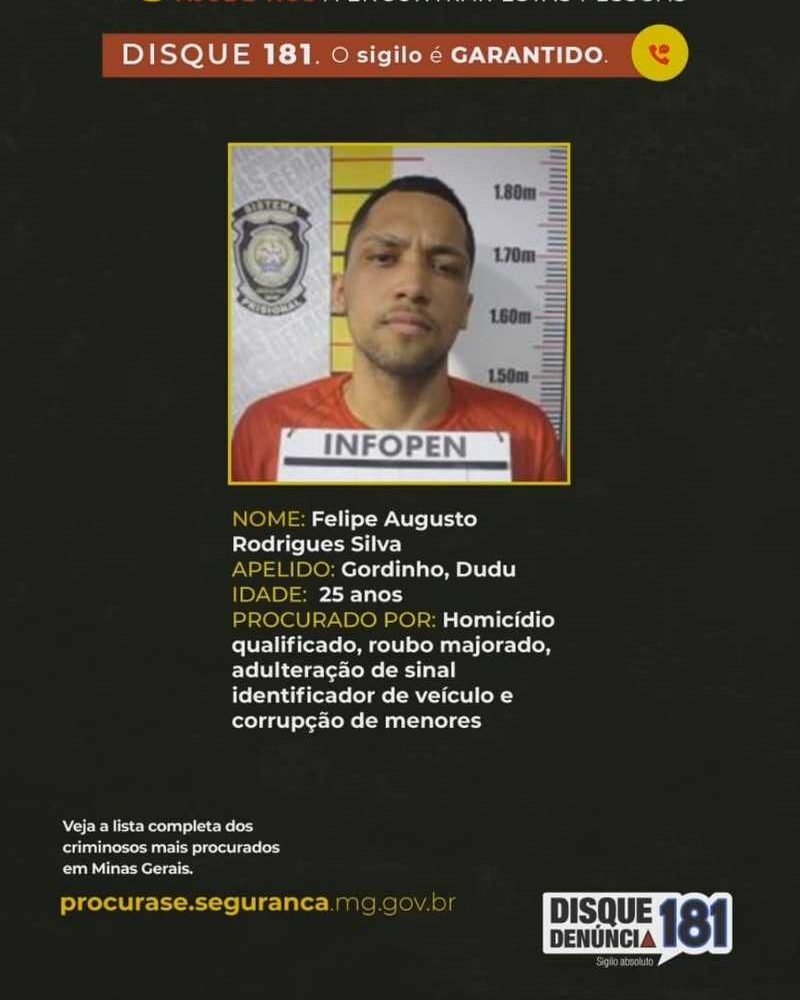 DISQUE 181. O sigilo é GARANTIDO.
SISTEMA
PRISIONAL
1.80m
1.70m
1.60m
1.50m
INFOPEN
NOME: Felipe Augusto
Rodrigues Silva
APELIDO: Gordinho, Dudu
IDADE: 25 anos
PROCURADO POR: Homicídio
qualificado, roubo majorado,
adulteração de sinal
identificador de veículo e
corrupção de menores
Veja a lista completa dos
criminosos mais procurados
em Minas Gerais.
procurase.seguranca.mg.gov.br
DISQUE
DENÚNCIA 181
Sigilo absoluto